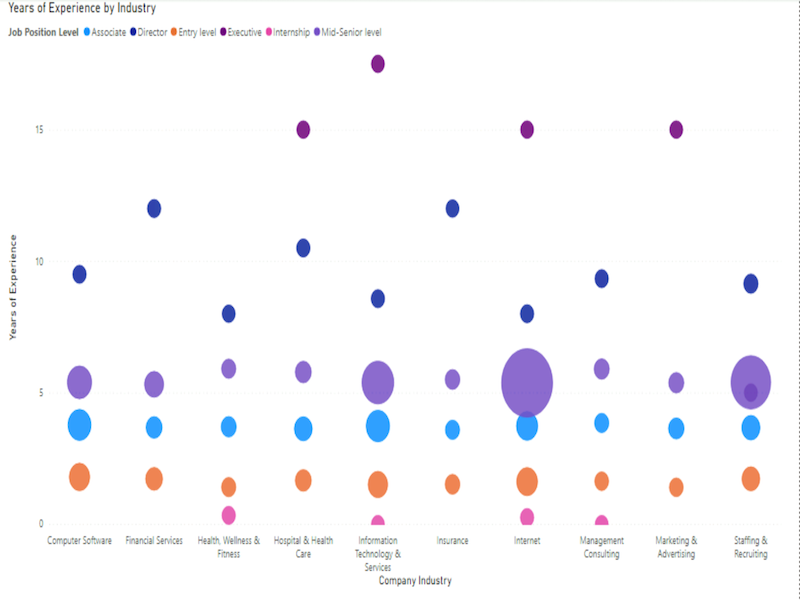 Years of Experience by Industry
Job Position Level Associate Director Entry level Executive Internship Mid-Senior level
15
10
5
0
Years of Experience
Computer Software
Financial Services
Health, Wellness &
Fitness
Hospital & Health
Care
Information
Technology &
Services
Insurance
Internet
Management
Consulting
Marketing &
Advertising
Staffing &
Recruiting
Company Industry